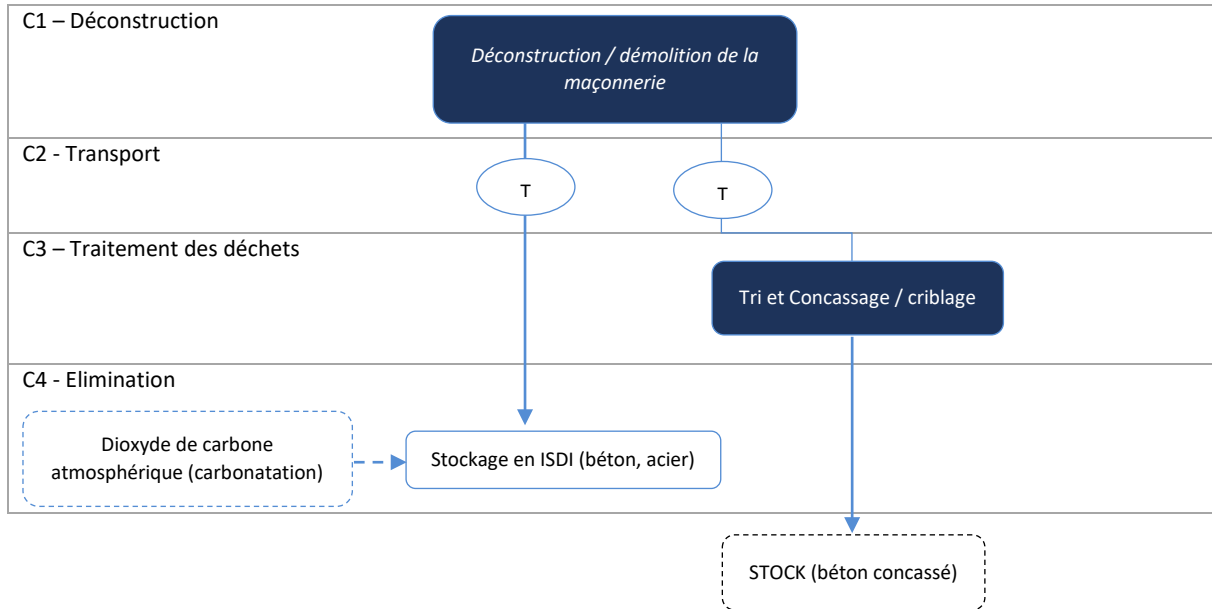 C1 – Déconstruction
Déconstruction / démolition de la
maçonnerie
C2 - Transport
T
T
C3 – Traitement des déchets
Tri et Concassage / criblage
C4 - Elimination
Dioxyde de carbone
atmosphérique (carbonatation)
Stockage en ISDI (béton, acier)
STOCK (béton concassé)